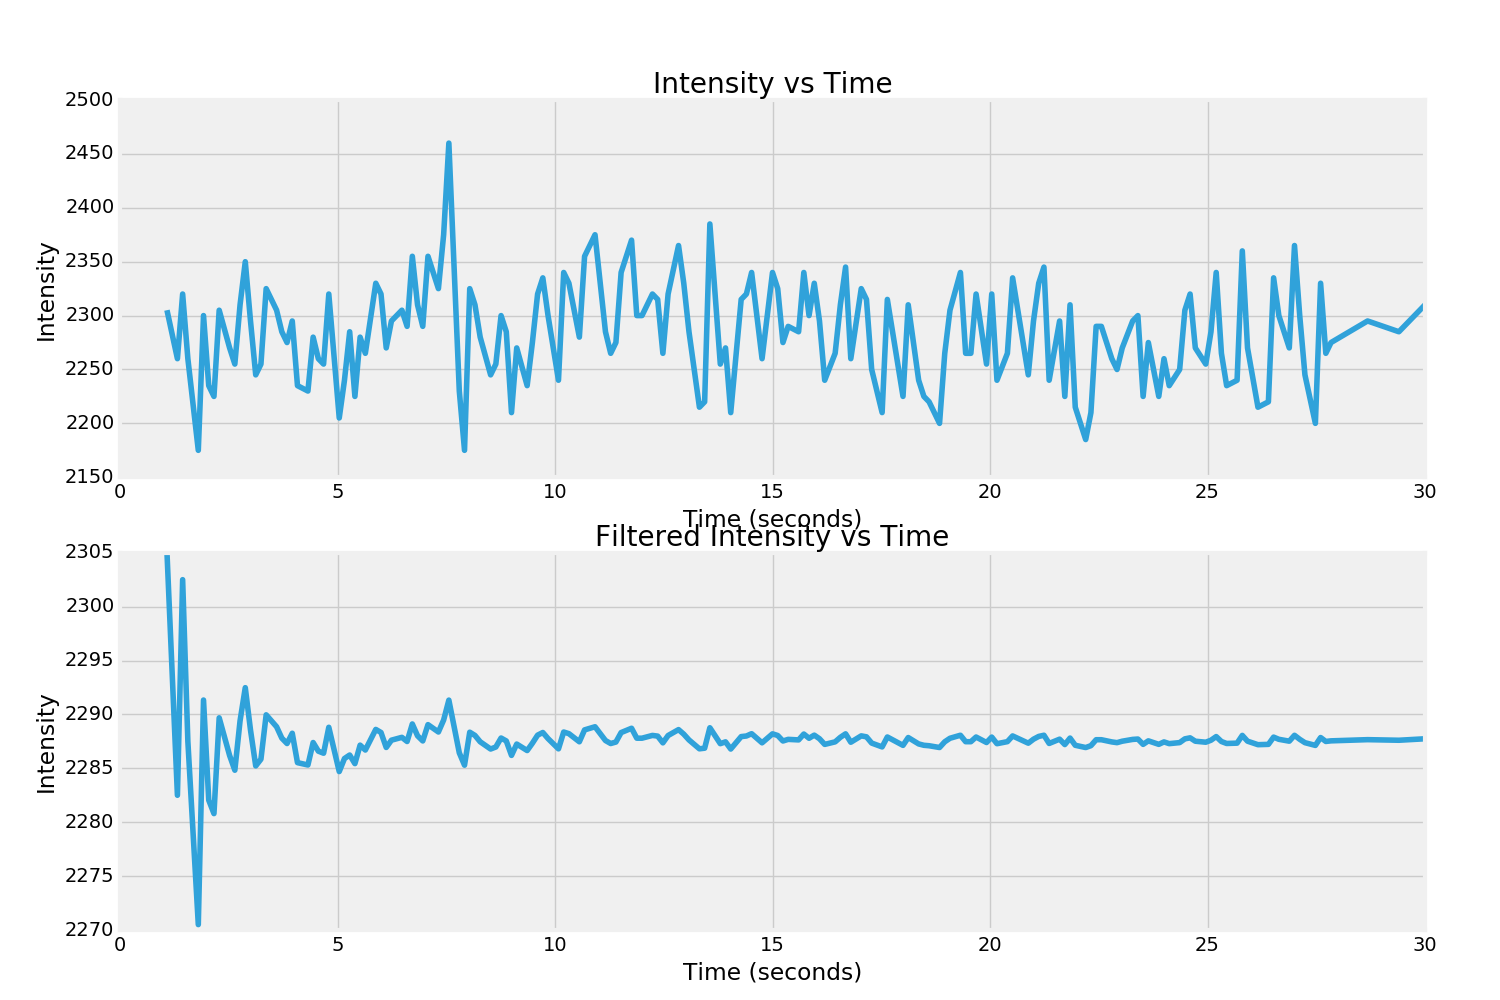 Intensity vs Time
2500
2450
2400
2350
2300
2250
2200
2150
Intensity
0 5 10 15 20 25 30
Time (seconds)
Filtered Intensity vs Time
2305
2300
2295
2290
2285
2280
2275
2270
Intensity
0 5 10 15 20 25 30
Time (seconds)